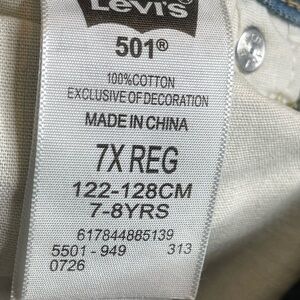 Levi's
501®
100%COTTON
EXCLUSIVE OF DECORATION
MADE IN CHINA
7X REG
122-128CM
7-8YRS
617844885139
5501 - 949 313
0726